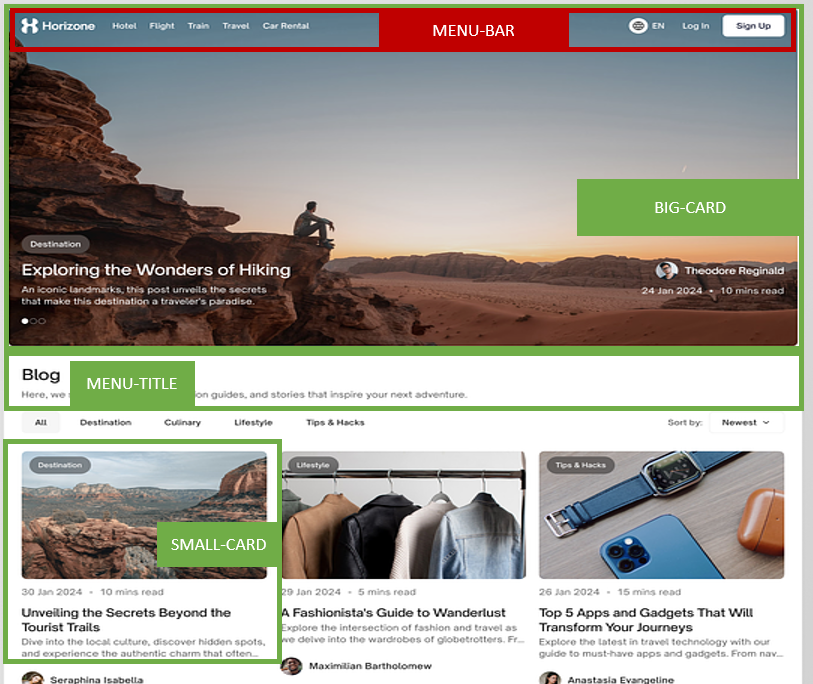 Horizone Hotel Flight Train Travel Car Rental MENU-BAR EN Log In Sign Up
BIG-CARD
Destination
Exploring the Wonders of Hiking
An iconic landmarks, this post unveils the secrets
that make this destination a traveler's paradise.
Theodore Reginald
24 Jan 2024 • 10 mins read
Blog
MENU-TITLE
Here, we on guides, and stories that inspire your next adventure.
All Destination Culinary Lifestyle Tips & Hacks Sort by: Newest
Destination
SMALL-CARD
30 Jan 2024 • 10 mins read
Unveiling the Secrets Beyond the
Tourist Trails
Dive into the local culture, discover hidden spots,
and experience the authentic charm that often...
Seraphina Isabella
Lifestyle
29 Jan 2024 • 5 mins read
A Fashionista's Guide to Wanderlust
Explore the intersection of fashion and travel as
we delve into the wardrobes of globetrotters. Fr...
Maximilian Bartholomew
Tips & Hacks
26 Jan 2024 • 15 mins read
Top 5 Apps and Gadgets That Will
Transform Your Journeys
Explore the latest in travel technology with our
guide to must-have apps and gadgets. From nav...
Anastasia Evangeline